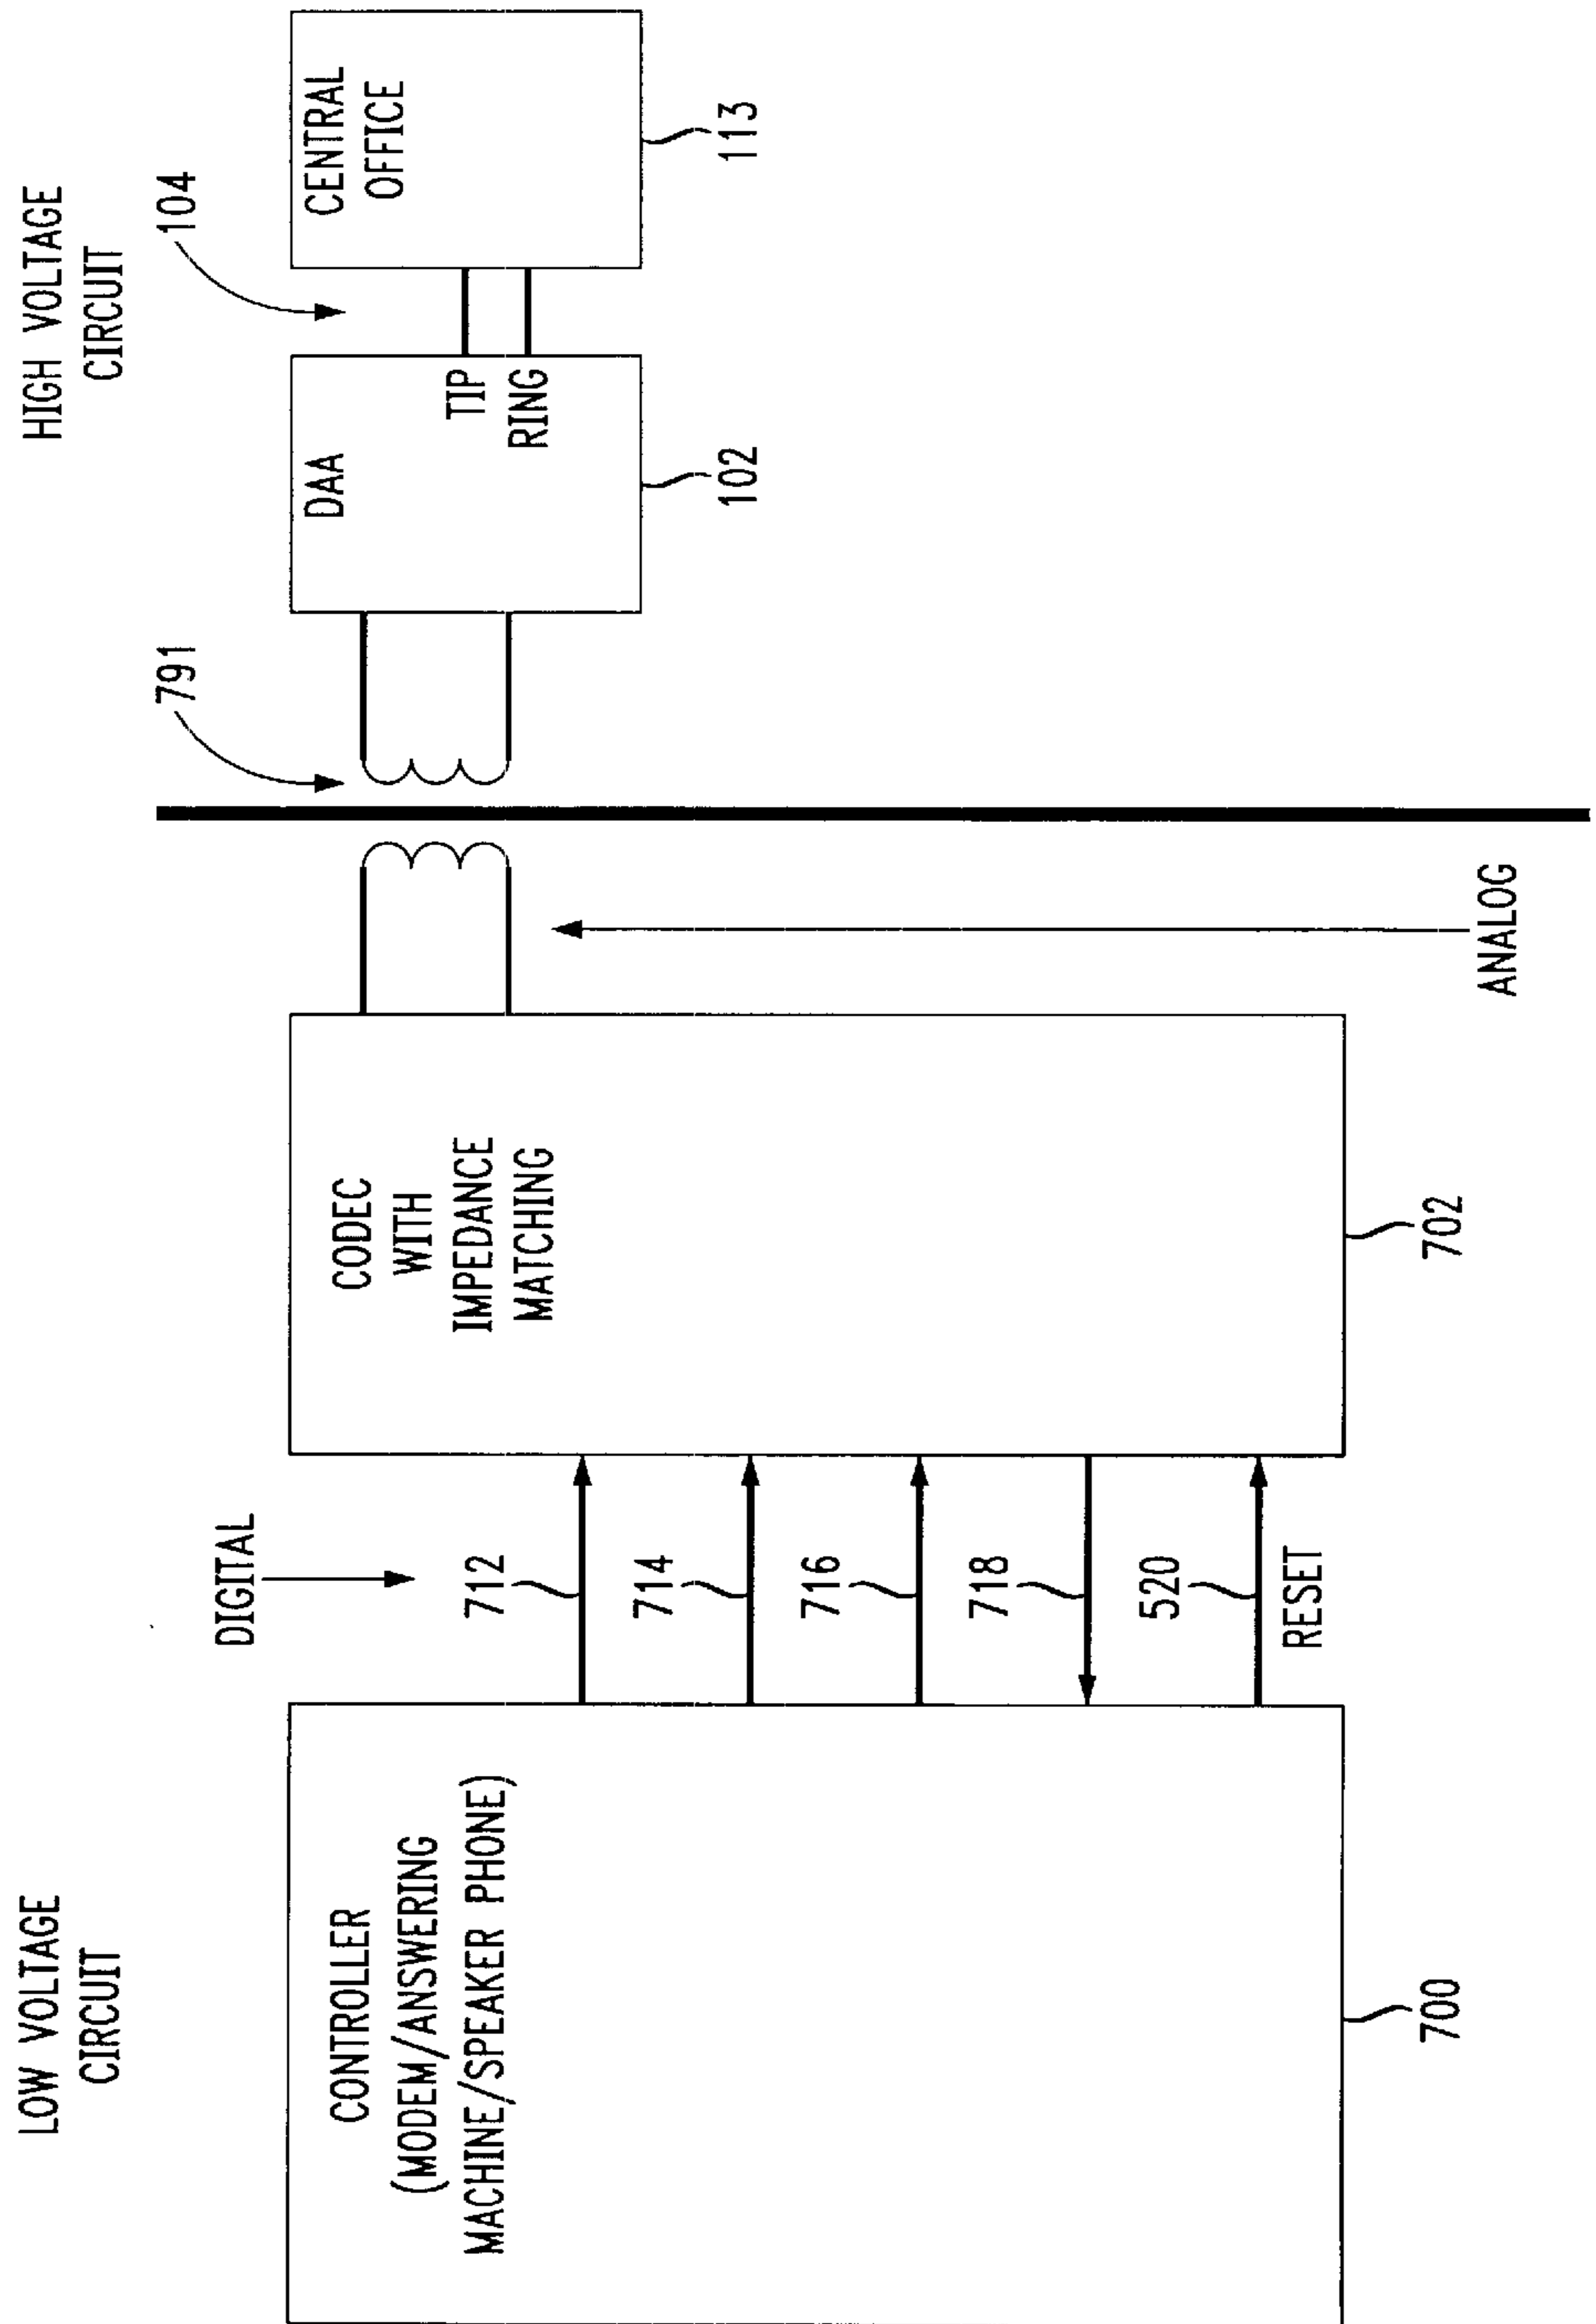 LOW VOLTAGE
CIRCUIT
HIGH VOLTAGE
CIRCUIT
DIGITAL
791
104
CONTROLLER
(MODEM/ANSWERING
MACHINE/SPEAKER PHONE)
700
712
714
716
718
520
RESET
CODEC
WITH
IMPEDANCE
MATCHING
702
ANALOG
DAA
TIP
RING
102
CENTRAL
OFFICE
113